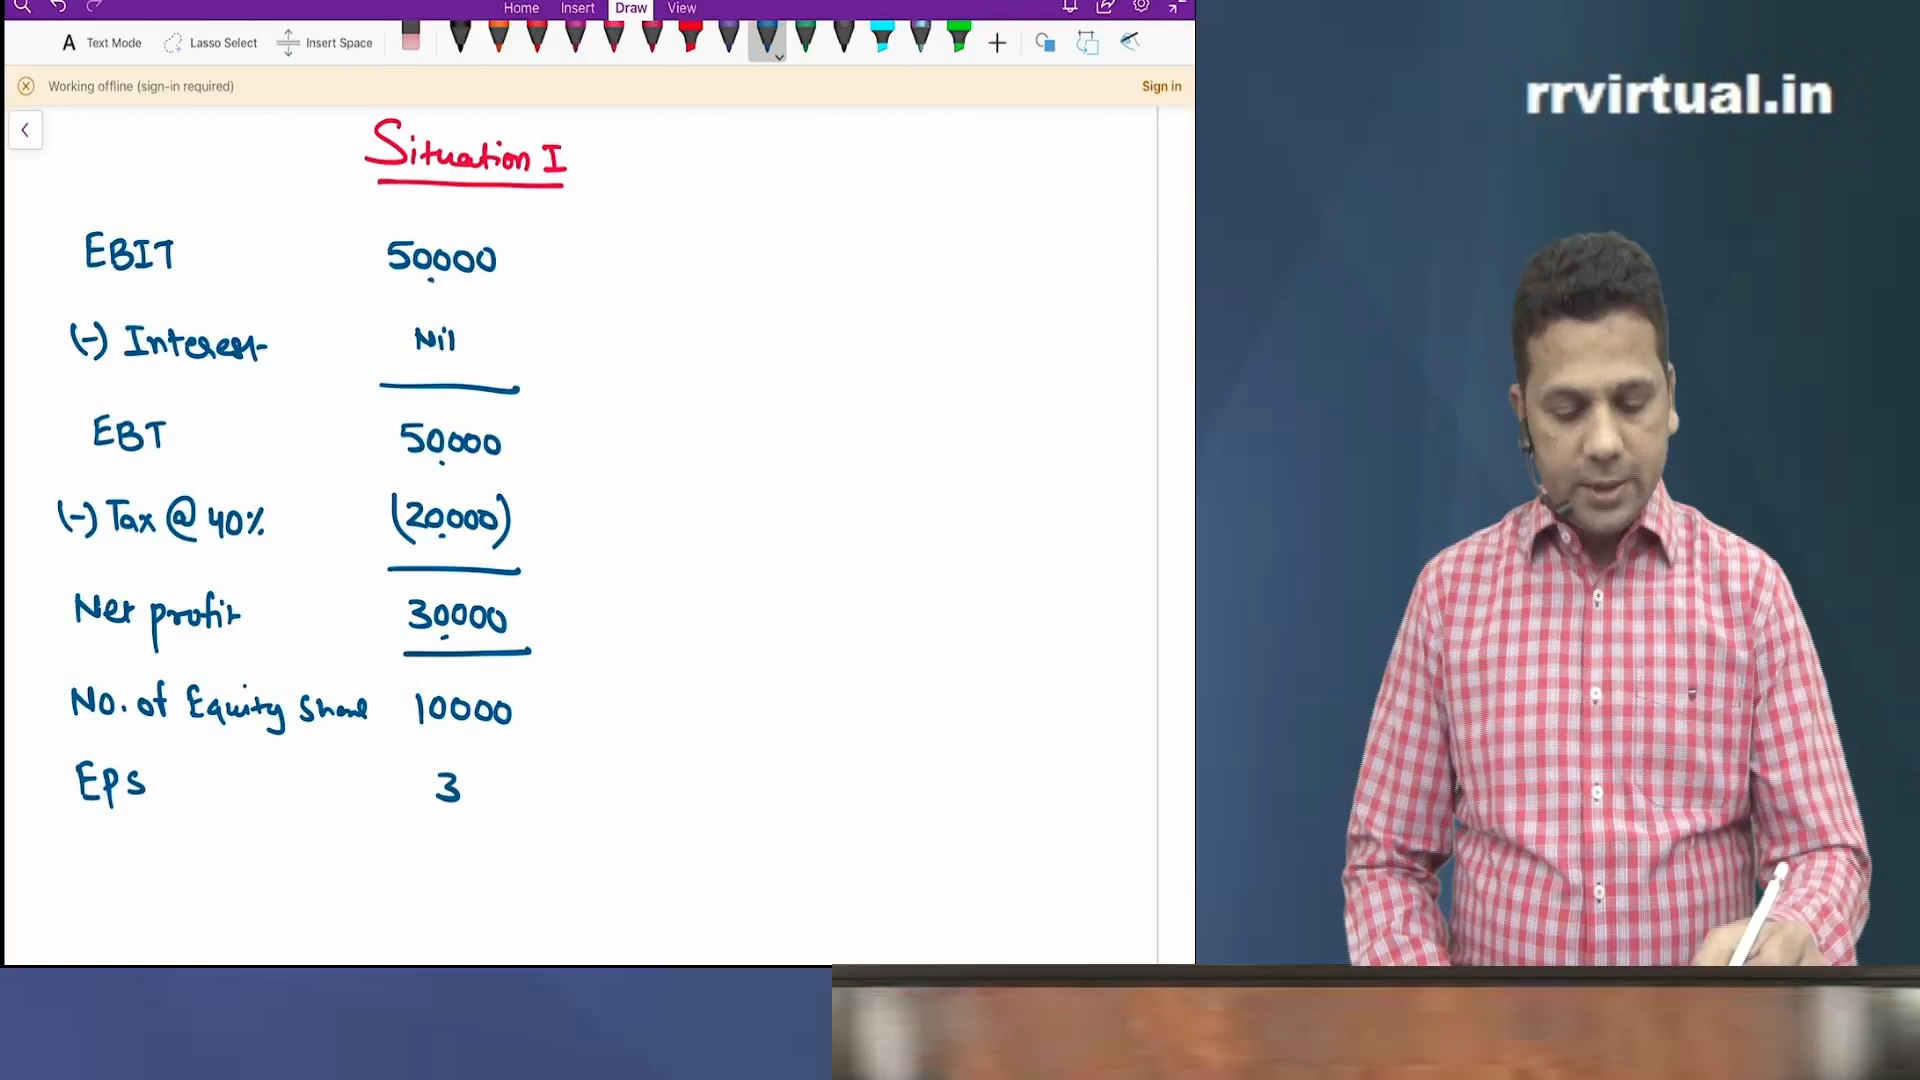 Home Insert Draw View
Text Mode Lasso Select Insert Space
Working offline (sign-in required) Sign in
rrvirtual.in
Situation I
EBIT 50000
(-) Interest Nil
EBT 50000
(-) Tax @ 40% (20000)
Net profit 30000
No. of Equity Share 10000
EPS 3